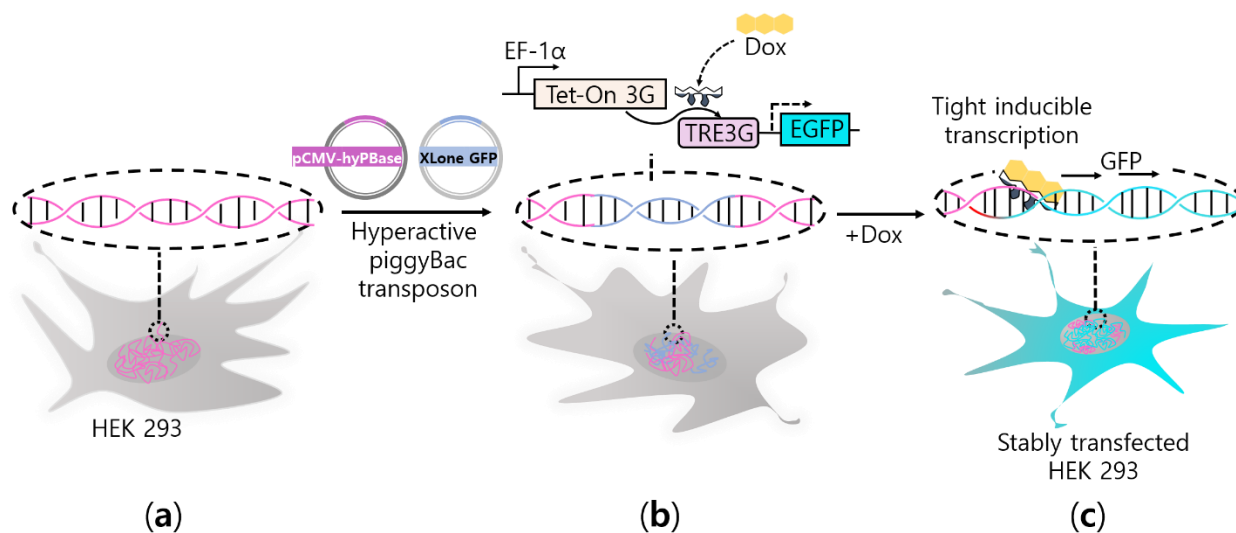 EF-1α
Dox
Tet-On 3G
TRE3G
EGFP
pCMV-hyPBase
XLone GFP
Hyperactive
piggyBac
transposon
+Dox
Tight inducible
transcription
GFP
HEK 293
Stably transfected
HEK 293
(a)
(b)
(c)